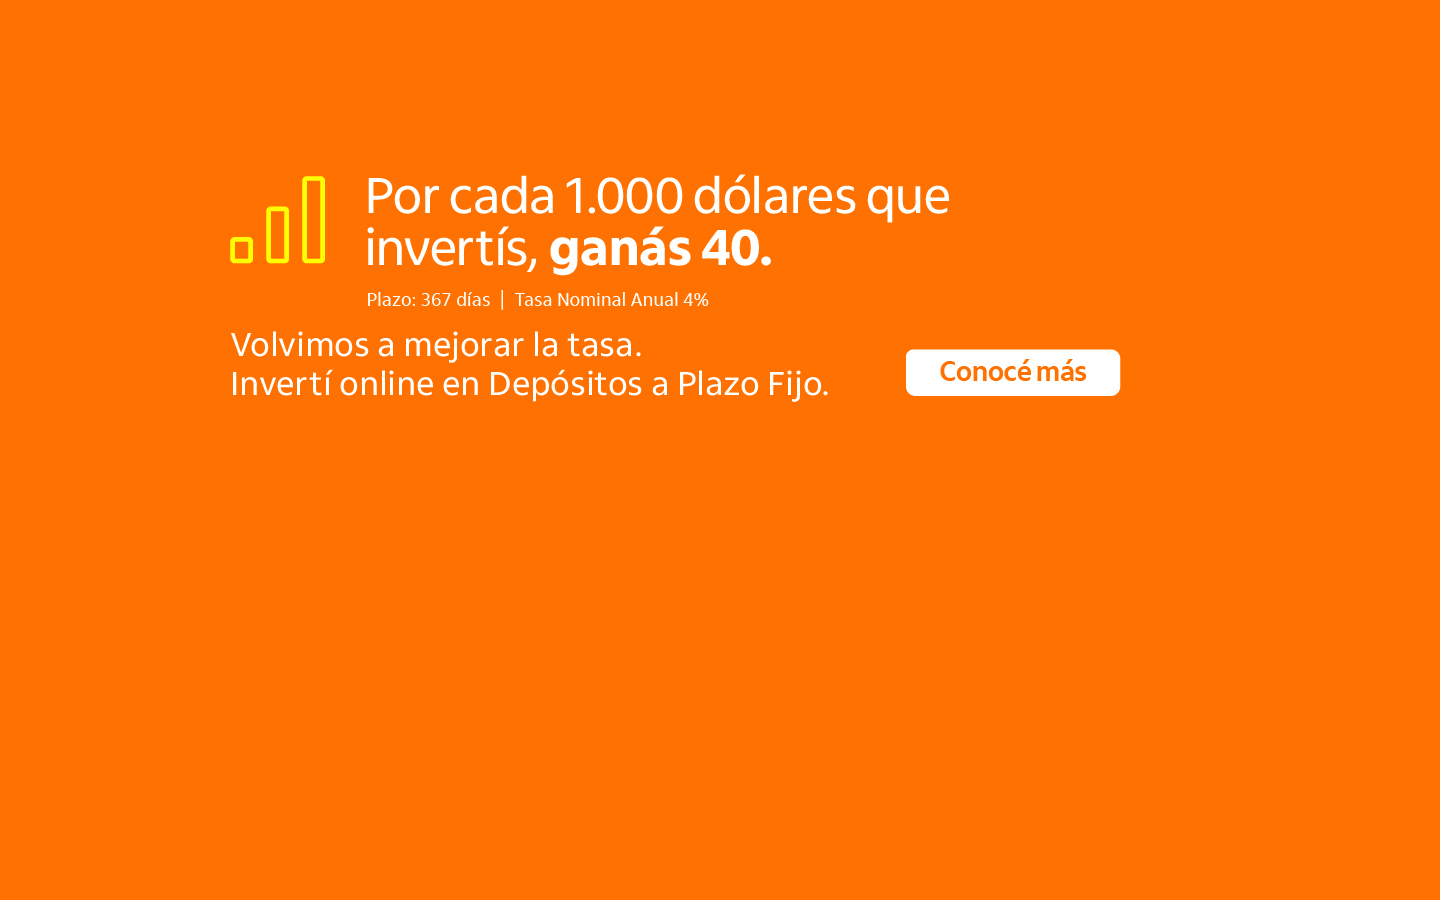 Por cada 1.000 dólares que
invertís, ganás 40.
Plazo: 367 días | Tasa Nominal Anual 4%
Volvimos a mejorar la tasa.
Invertí online en Depósitos a Plazo Fijo.
Conocé más